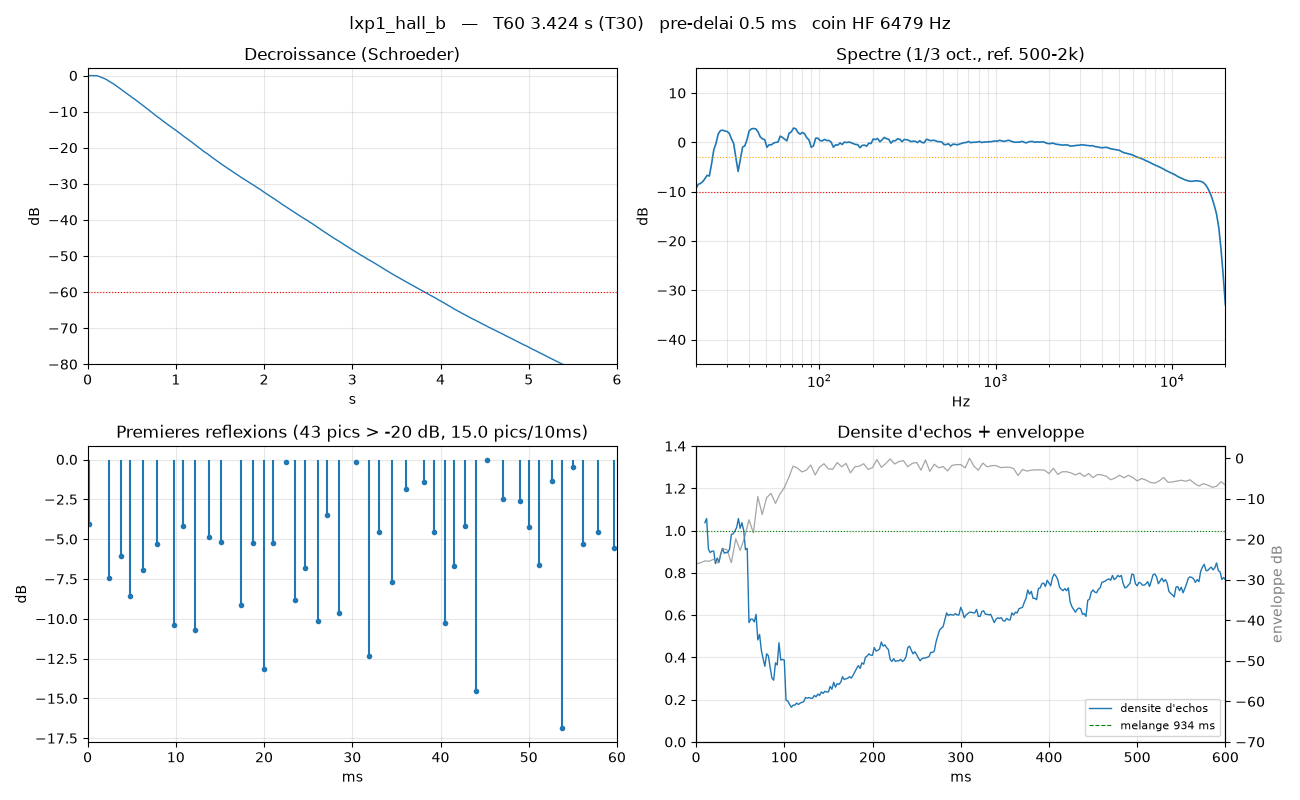 lxp1_hall_b — T60 3.424 s (T30) pre-delai 0.5 ms coin HF 6479 Hz
Decroissance (Schroeder)
0
−10
−20
−30
−40
−50
−60
−70
−80
dB
0 1 2 3 4 5 6
s
Spectre (1/3 oct., ref. 500-2k)
10
0
−10
−20
−30
−40
dB
10² 10³ 10⁴
Hz
Premieres reflexions (43 pics > -20 dB, 15.0 pics/10ms)
0.0
−2.5
−5.0
−7.5
−10.0
−12.5
−15.0
−17.5
dB
0 10 20 30 40 50 60
ms
Densite d'echos + enveloppe
1.4
1.2
1.0
0.8
0.6
0.4
0.2
0.0
0
−10
−20
−30
−40
−50
−60
−70
enveloppe dB
densite d'echos
melange 934 ms
0 100 200 300 400 500 600
ms